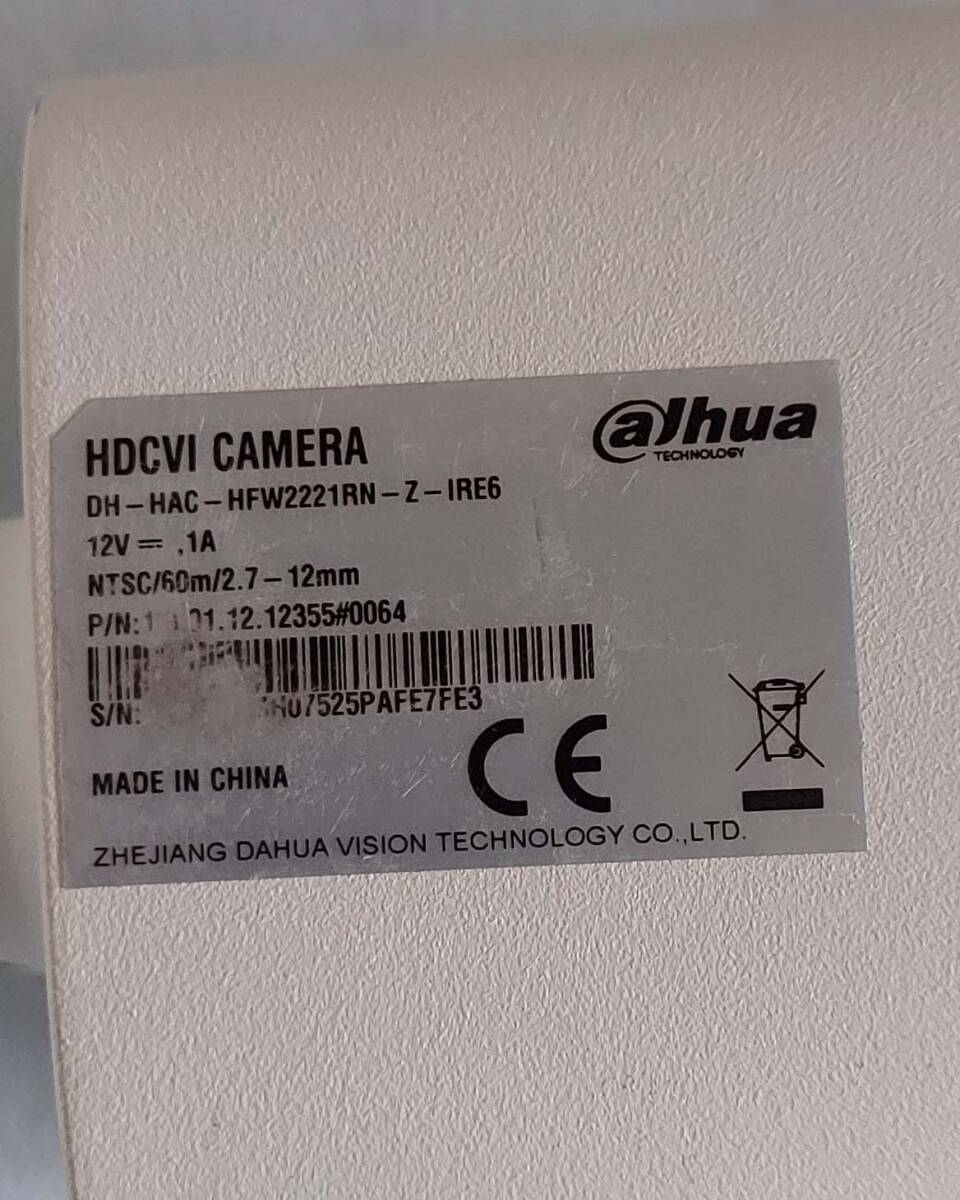 HDCVI CAMERA
alhua
TECHNOLOGY
DH-HAC-HFW2221RN-Z-IRE6
12V ⎓ .1A
NTSC/60m/2.7-12mm
P/N:
S/N:
MADE IN CHINA
CE
ZHEJIANG DAHUA VISION TECHNOLOGY CO.,LTD.